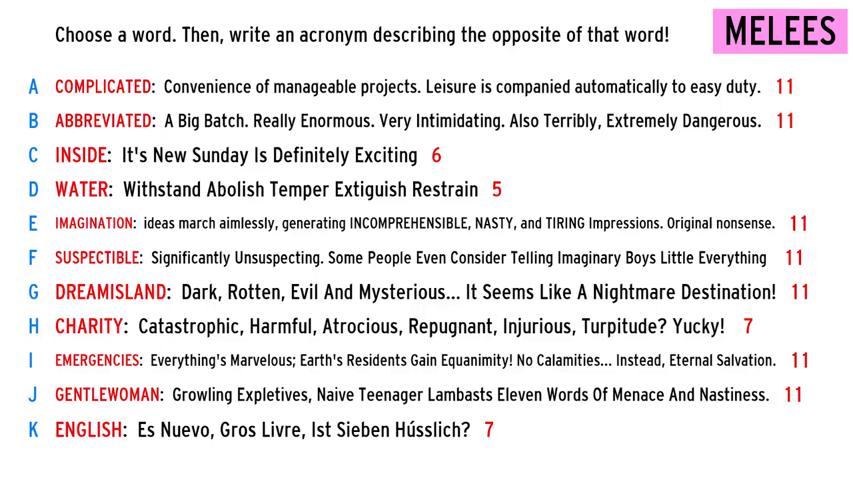 Choose a word. Then, write an acronym describing the opposite of that word!
MELEES
A COMPLICATED: Convenience of manageable projects. Leisure is companied automatically to easy duty. 11
B ABBREVIATED: A Big Batch. Really Enormous. Very Intimidating. Also Terribly, Extremely Dangerous. 11
C INSIDE: It's New Sunday Is Definitely Exciting 6
D WATER: Withstand Abolish Temper Extiguish Restrain 5
E IMAGINATION: ideas march aimlessly, generating INCOMPREHENSIBLE, NASTY, and TIRING Impressions. Original nonsense. 11
F SUSPECTIBLE: Significantly Unsuspecting. Some People Even Consider Telling Imaginary Boys Little Everything 11
G DREAMISLAND: Dark, Rotten, Evil And Mysterious... It Seems Like A Nightmare Destination! 11
H CHARITY: Catastrophic, Harmful, Atrocious, Repugnant, Injurious, Turpitude? Yucky! 7
I EMERGENCIES: Everything's Marvelous; Earth's Residents Gain Equanimity! No Calamities... Instead, Eternal Salvation. 11
J GENTLEWOMAN: Growling Expletives, Naive Teenager Lambasts Eleven Words Of Menace And Nastiness. 11
K ENGLISH: Es Nuevo, Gros Livre, Ist Sieben Hússlich? 7